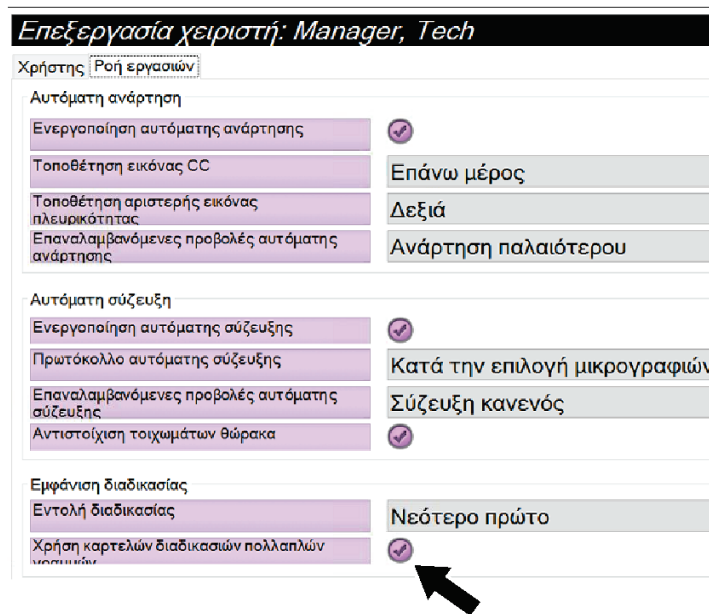 Επεξεργασία χειριστή: Manager, Tech
Χρήστης Ροή εργασιών
Αυτόματη ανάρτηση
Ενεργοποίηση αυτόματης ανάρτησης
Τοποθέτηση εικόνας CC
Επάνω μέρος
Τοποθέτηση αριστερής εικόνας
πλευρικότητας
Δεξιά
Επαναλαμβανόμενες προβολές αυτόματης
ανάρτησης
Ανάρτηση παλαιότερου
Αυτόματη σύζευξη
Ενεργοποίηση αυτόματης σύζευξης
Πρωτόκολλο αυτόματης σύζευξης
Κατά την επιλογή μικρογραφιών
Επαναλαμβανόμενες προβολές αυτόματης
σύζευξης
Σύζευξη κανενός
Αντιστοίχιση τοιχωμάτων θώρακα
Εμφάνιση διαδικασίας
Εντολή διαδικασίας
Νεότερο πρώτο
Χρήση καρτελών διαδικασιών πολλαπλών
γραμμών